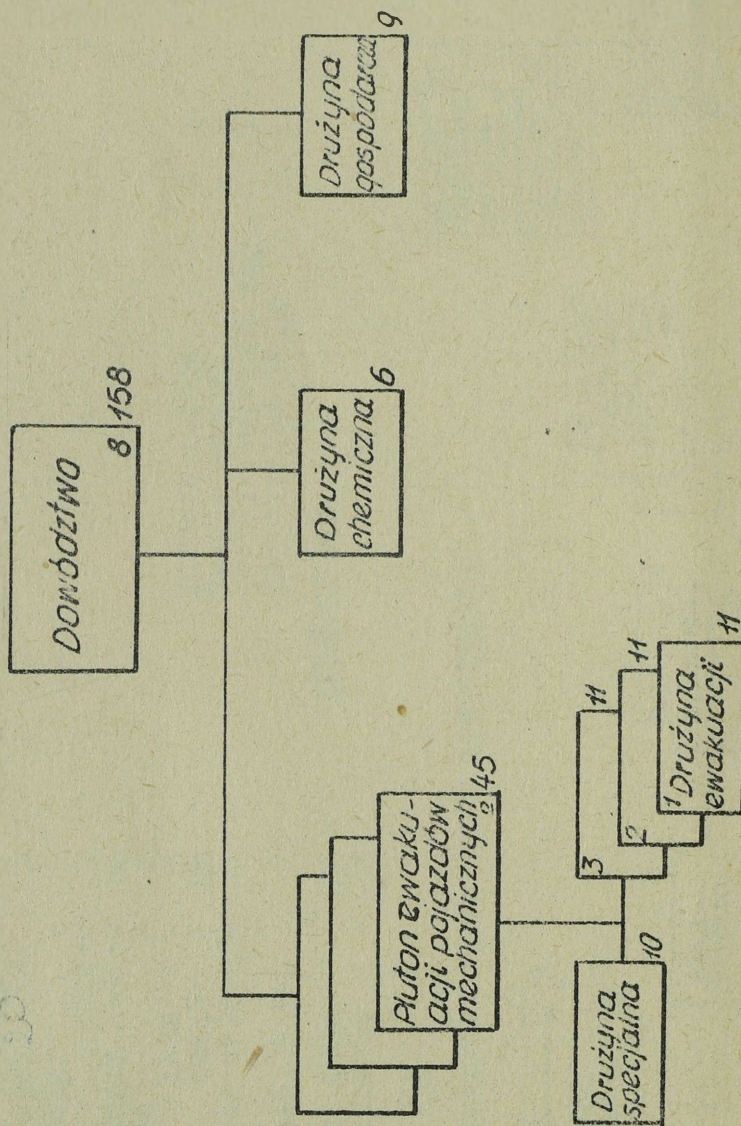 Dowództwo
8 158
Pluton ewaku-
acji pojazdów
mechanicznych
2 45
Drużyna
chemiczna
6
Drużyna
gospodarcza
9
Drużyna
specjalna
10
3 11
2 11
1 Drużyna
ewakuacji
11